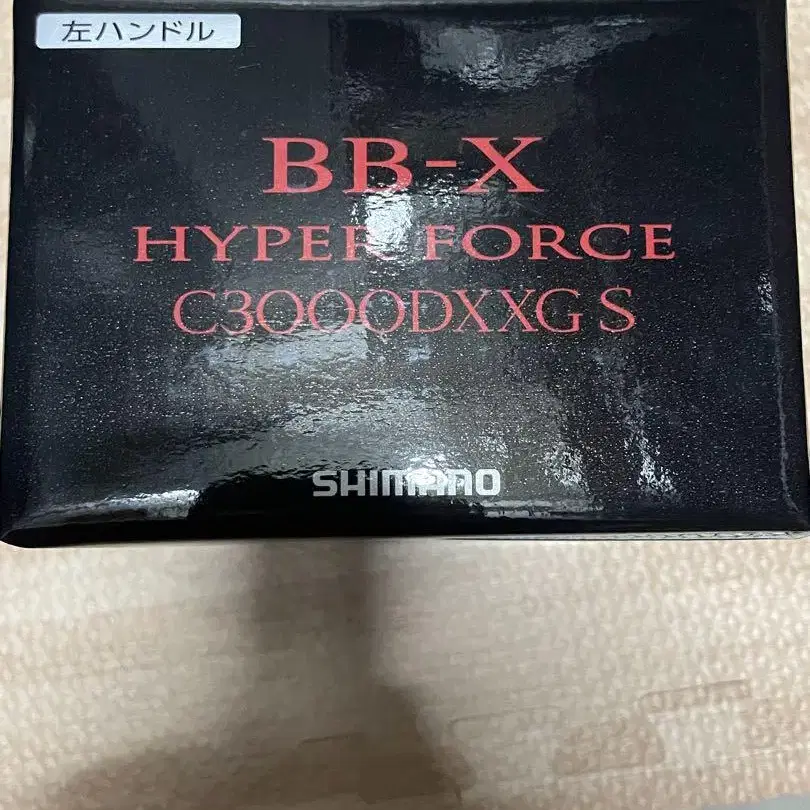 左ハンドル
BB-X
HYPER FORCE
C3000DXXG S
SHIMANO